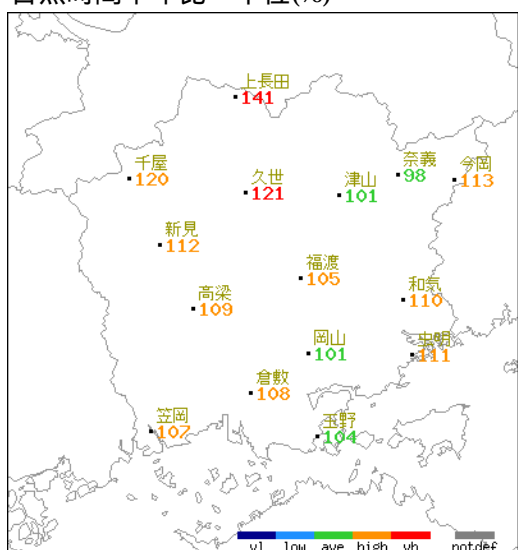 上長田
141
千屋
120
久世
121
津山
101
奈義
98
今岡
113
新見
112
福渡
105
高梁
109
和気
110
岡山
101
虫明
111
倉敷
108
笠岡
107
玉野
104
vl low ave high vh notdef